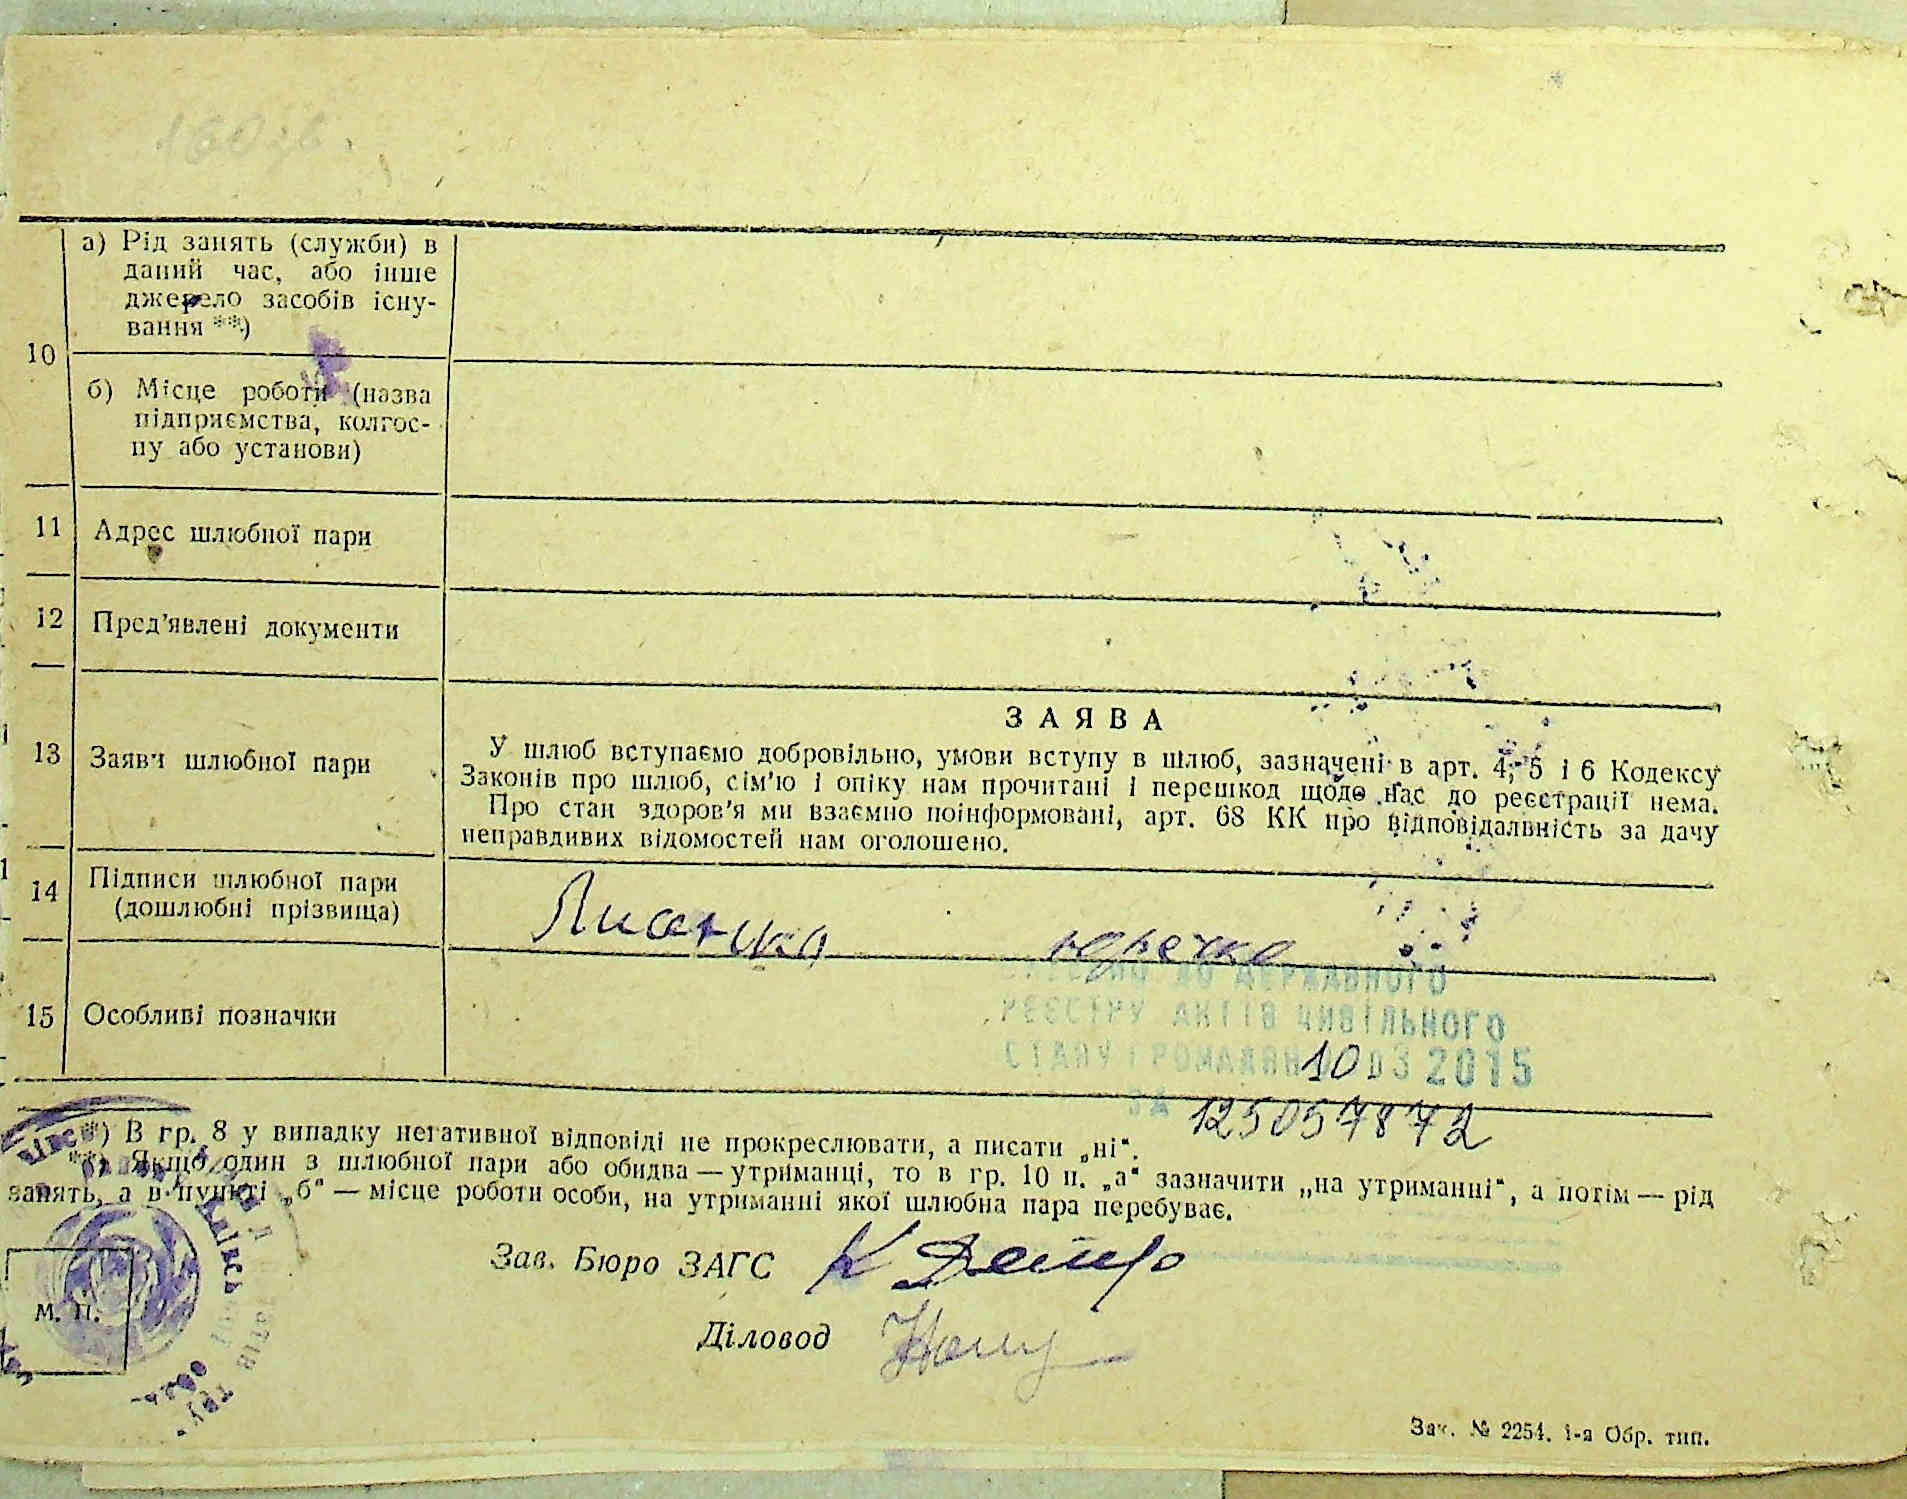 160 зв.
а) Рід занять (служби) в
даний час, або інше
джерело засобів існу-
вання **)
10
б) Місце роботи (назва
підприємства, колгос-
пу або установи)
11 Адрес шлюбної пари
12 Пред'явлені документи
ЗАЯВА
13 Заяви шлюбної пари
У шлюб вступаємо добровільно, умови вступу в шлюб, зазначені в арт. 4, 5 і 6 Кодексу
Законів про шлюб, сім'ю і опіку нам прочитані і перешкод щодо нас до реєстрації нема.
Про стан здоров'я ми взаємно поінформовані, арт. 68 КК про відповідальність за дачу
неправдивих відомостей нам оголошено.
14 Підписи шлюбної пари
(дошлюбні прізвища)
ДО ДЕРЖАВНОГО
РЕЄСТРУ АКТІВ ЦИВІЛЬНОГО
15 Особливі позначки
СТАНУ ГРОМАДЯН 10 03 2015
ЗА 125057872
*) В гр. 8 у випадку негативної відповіді не прокреслювати, а писати „ні“.
**) Якщо один з шлюбної пари або обидва — утриманці, то в гр. 10 п. „а“ зазначити „на утриманні“, а потім — рід
занять, а в пункті „б“ — місце роботи особи, на утриманні якої шлюбна пара перебуває.
Зав. Бюро ЗАГС
М. П.
Діловод
Зак. № 2254. 1-я Обр. тип.